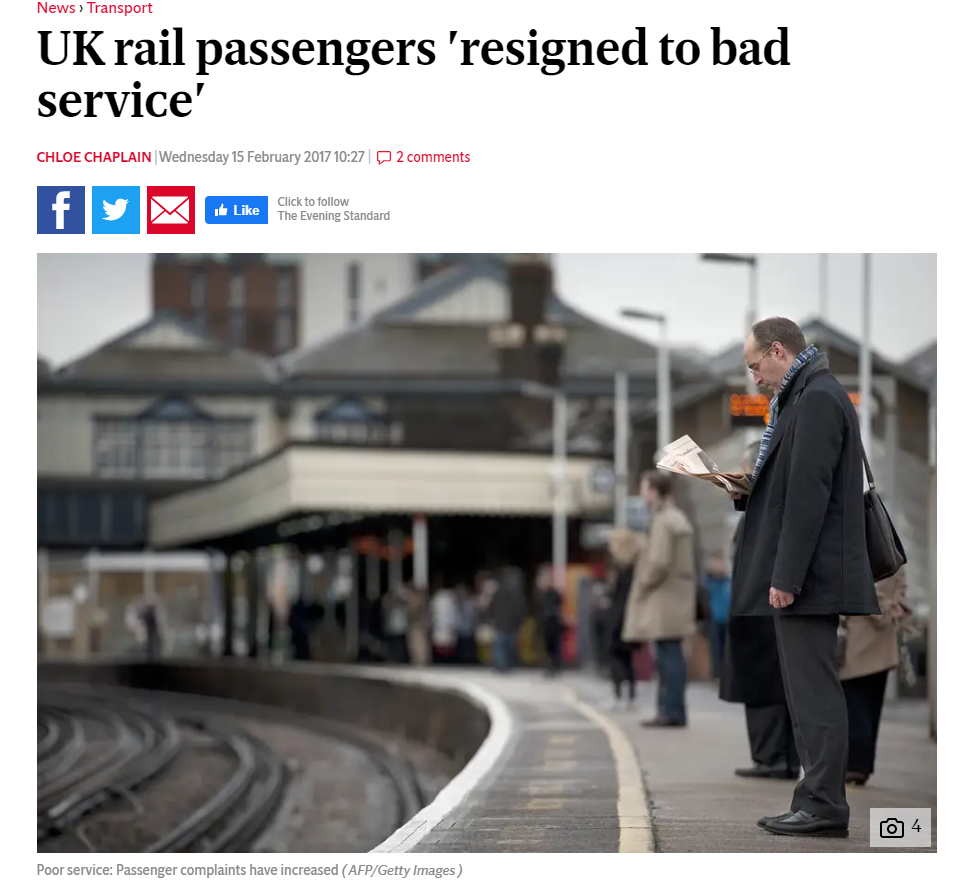 News › Transport
UK rail passengers 'resigned to bad
service'
CHLOE CHAPLAIN | Wednesday 15 February 2017 10:27 | 2 comments
f Like Click to follow
The Evening Standard
4
Poor service: Passenger complaints have increased (AFP/Getty Images)